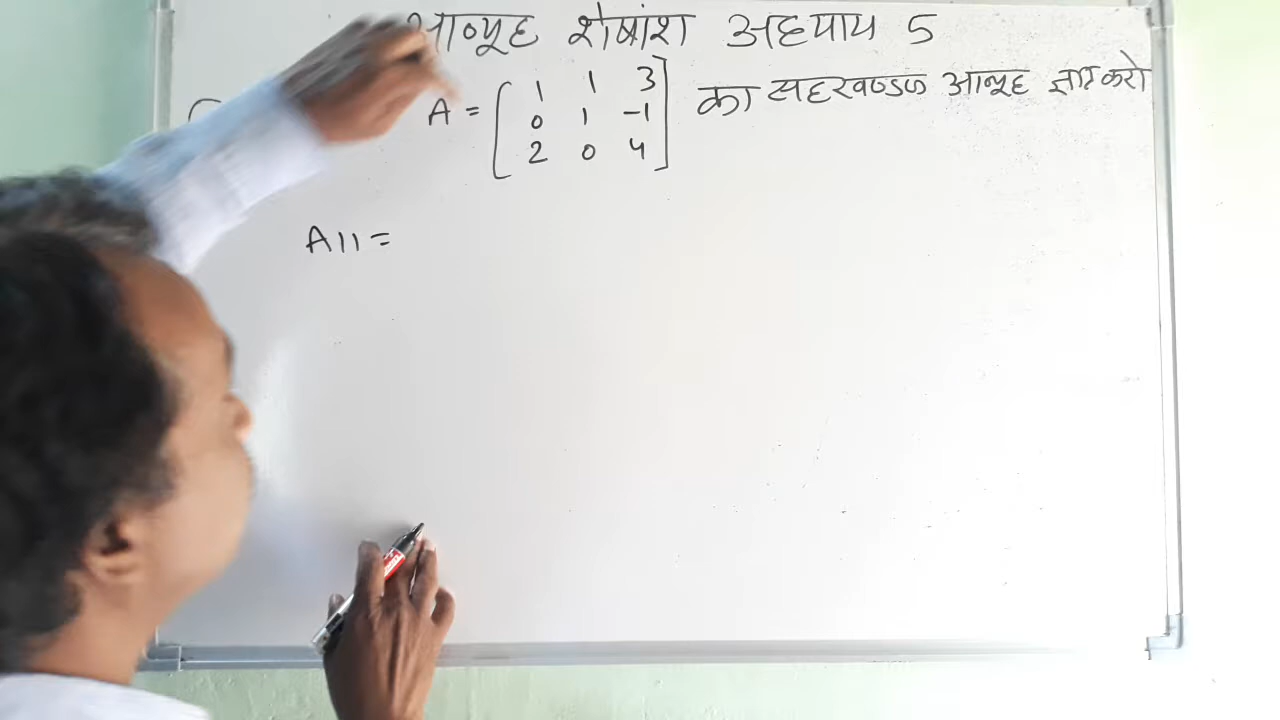 आव्यूह शेषांश अध्याय 5
A = [ 1 1 3 का सहखण्डज आव्यूह ज्ञात करो
0 1 -1
2 0 4 ]
A11 =